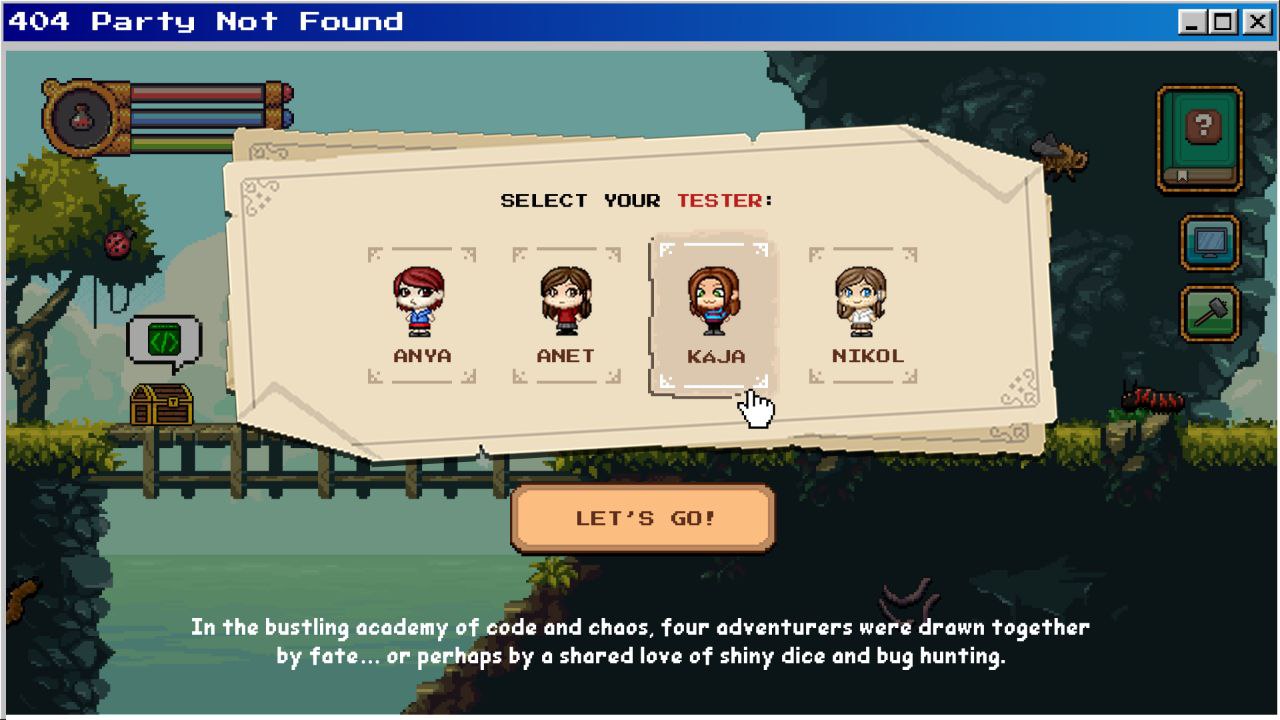 404 Party Not Found
?
SELECT YOUR TESTER:
</>
ANYA
ANET
KáJA
NIKOL
LET'S GO!
In the bustling academy of code and chaos, four adventurers were drawn together
by fate... or perhaps by a shared love of shiny dice and bug hunting.